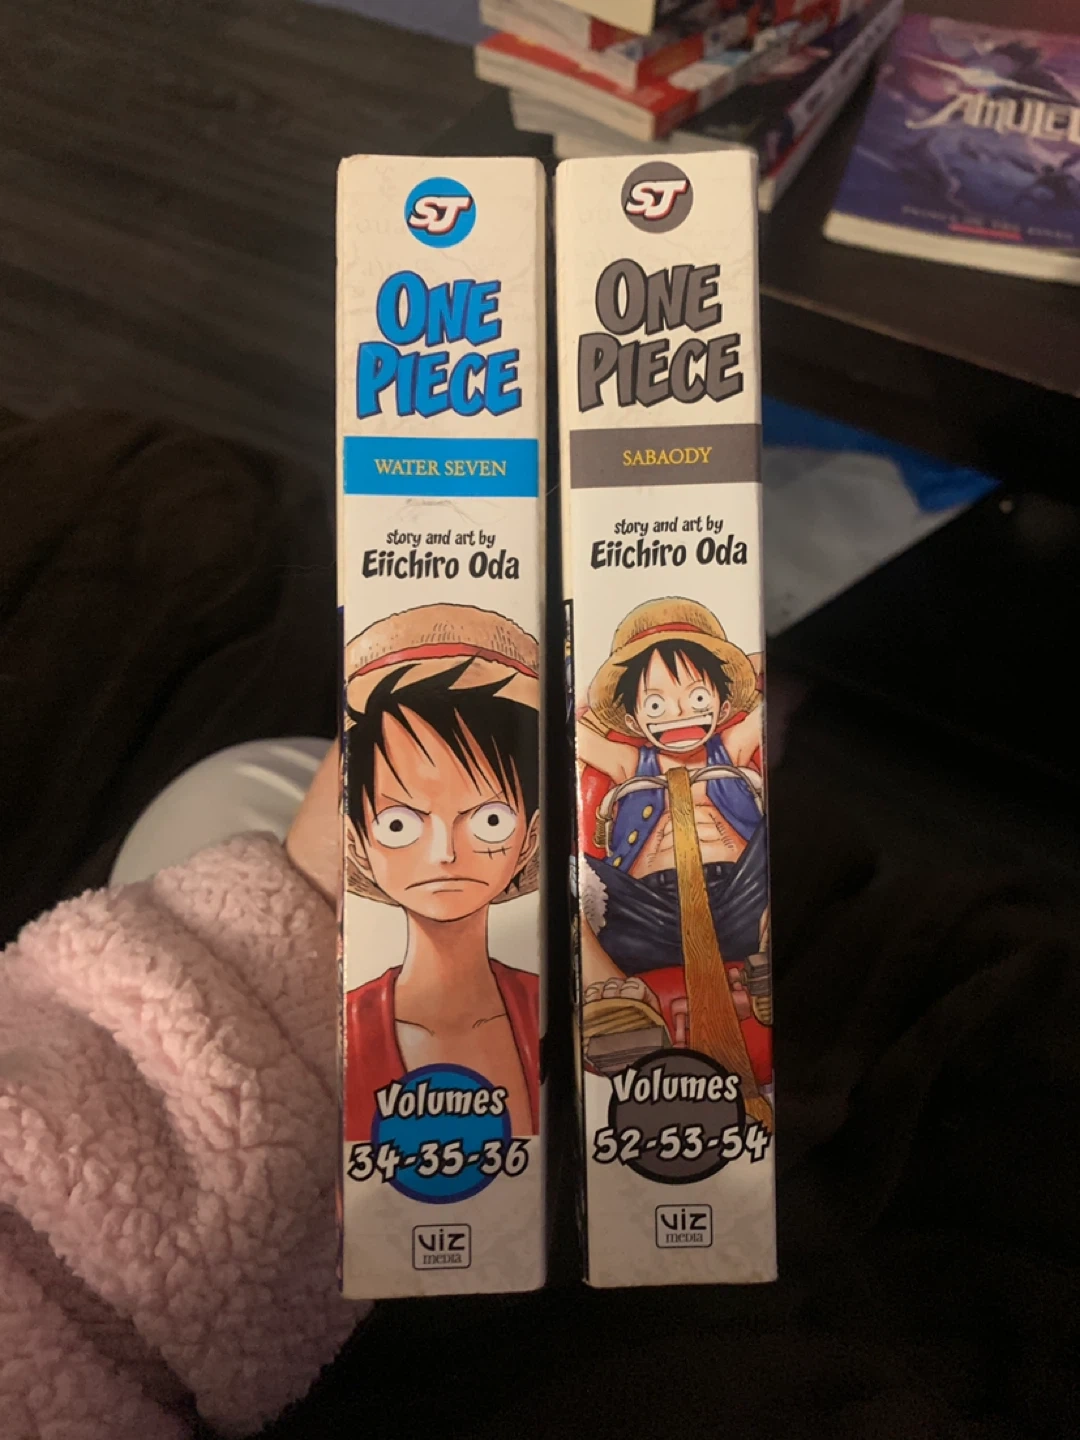 SJ
ONE
PIECE
WATER SEVEN
story and art by
Eiichiro Oda
Volumes
34-35-36
VIZ
MEDIA
SJ
ONE
PIECE
SABAODY
story and art by
Eiichiro Oda
Volumes
52-53-54
VIZ
MEDIA
AMULET